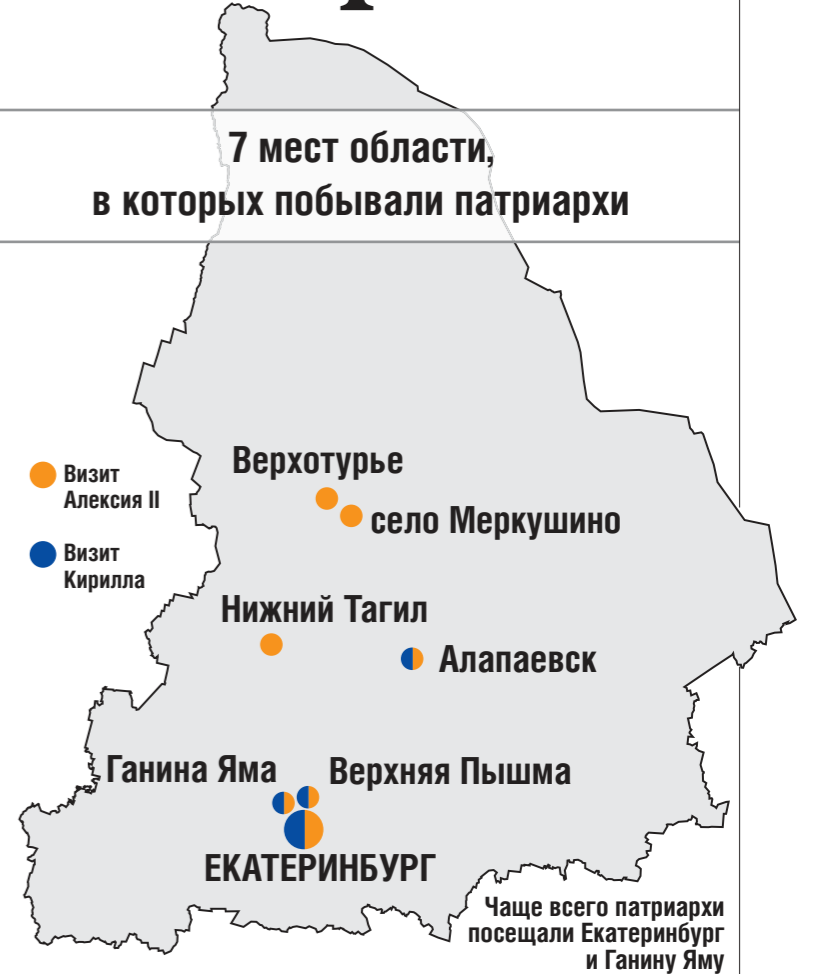 7 мест области,
в которых побывали патриархи
Верхотурье
Визит
Алексия II
село Меркушино
Визит
Кирилла
Нижний Тагил
Алапаевск
Ганина Яма
Верхняя Пышма
ЕКАТЕРИНБУРГ
Чаще всего патриархи
посещали Екатеринбург
и Ганину Яму